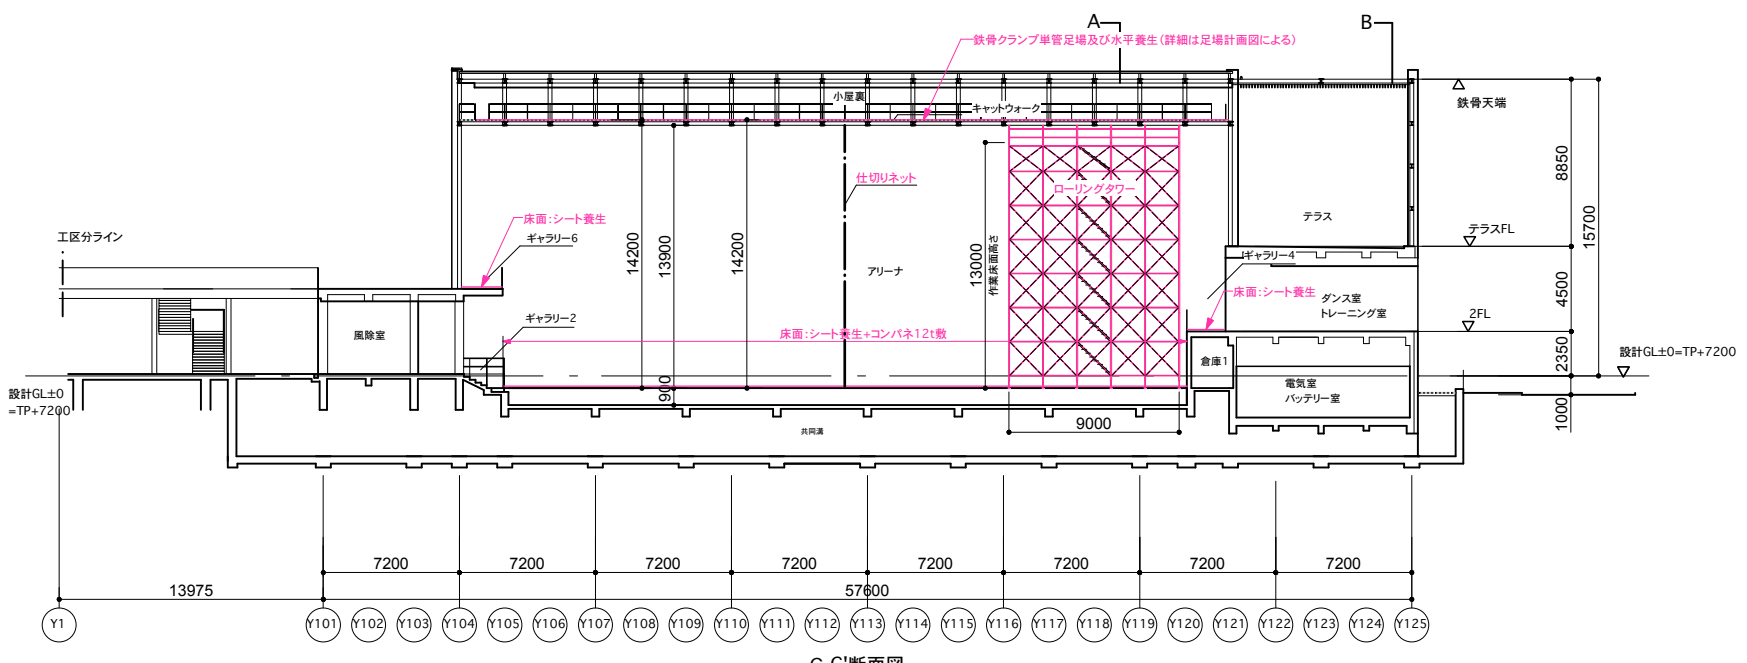 A
B
鉄骨クランプ単管足場及び水平養生(詳細は足場計画図による)
小屋裏
キャットウォーク
鉄骨天端
仕切りネット
ローリングタワー
8850
15700
床面:シート養生
テラス
テラスFL
工区分ライン
ギャラリー6
14200
13900
14200
アリーナ
13000
作業床面高さ
ギャラリー4
床面:シート養生
ダンス室
トレーニング室
4500
2FL
ギャラリー2
風除室
床面:シート養生+コンパネ12t敷
倉庫1
2350
設計GL±0=TP+7200
設計GL±0
=TP+7200
900
電気室
バッテリー室
1000
9000
共同溝
7200
7200
7200
7200
7200
7200
7200
7200
13975
57600
Y1
Y101
Y102
Y103
Y104
Y105
Y106
Y107
Y108
Y109
Y110
Y111
Y112
Y113
Y114
Y115
Y116
Y117
Y118
Y119
Y120
Y121
Y122
Y123
Y124
Y125
C-C'断面図